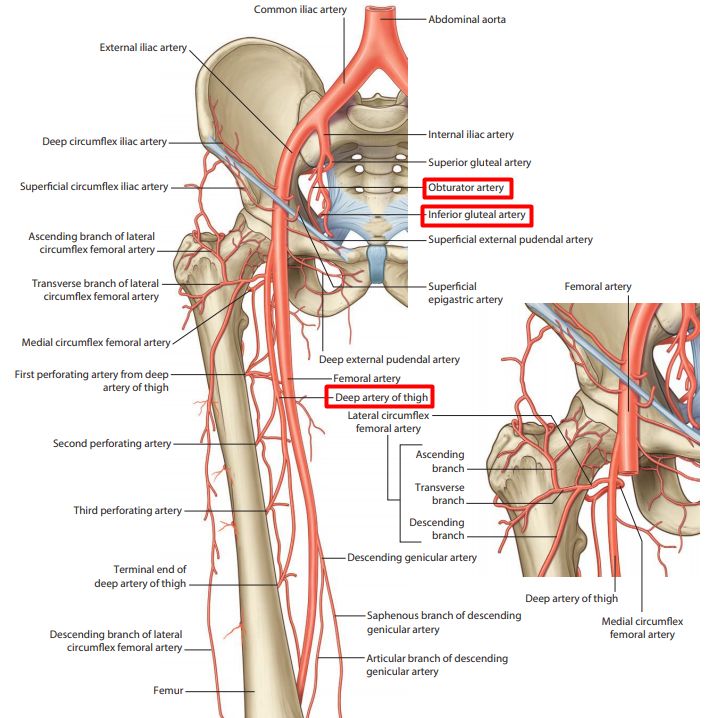 Common iliac artery
Abdominal aorta
External iliac artery
Deep circumflex iliac artery
Internal iliac artery
Superior gluteal artery
Superficial circumflex iliac artery
Obturator artery
Inferior gluteal artery
Ascending branch of lateral
circumflex femoral artery
Superficial external pudendal artery
Transverse branch of lateral
circumflex femoral artery
Superficial
epigastric artery
Femoral artery
Medial circumflex femoral artery
Deep external pudendal artery
First perforating artery from deep
artery of thigh
Femoral artery
Deep artery of thigh
Lateral circumflex
femoral artery
Second perforating artery
Ascending
branch
Transverse
branch
Third perforating artery
Descending
branch
Descending genicular artery
Terminal end of
deep artery of thigh
Deep artery of thigh
Medial circumflex
femoral artery
Saphenous branch of descending
genicular artery
Descending branch of lateral
circumflex femoral artery
Articular branch of descending
genicular artery
Femur